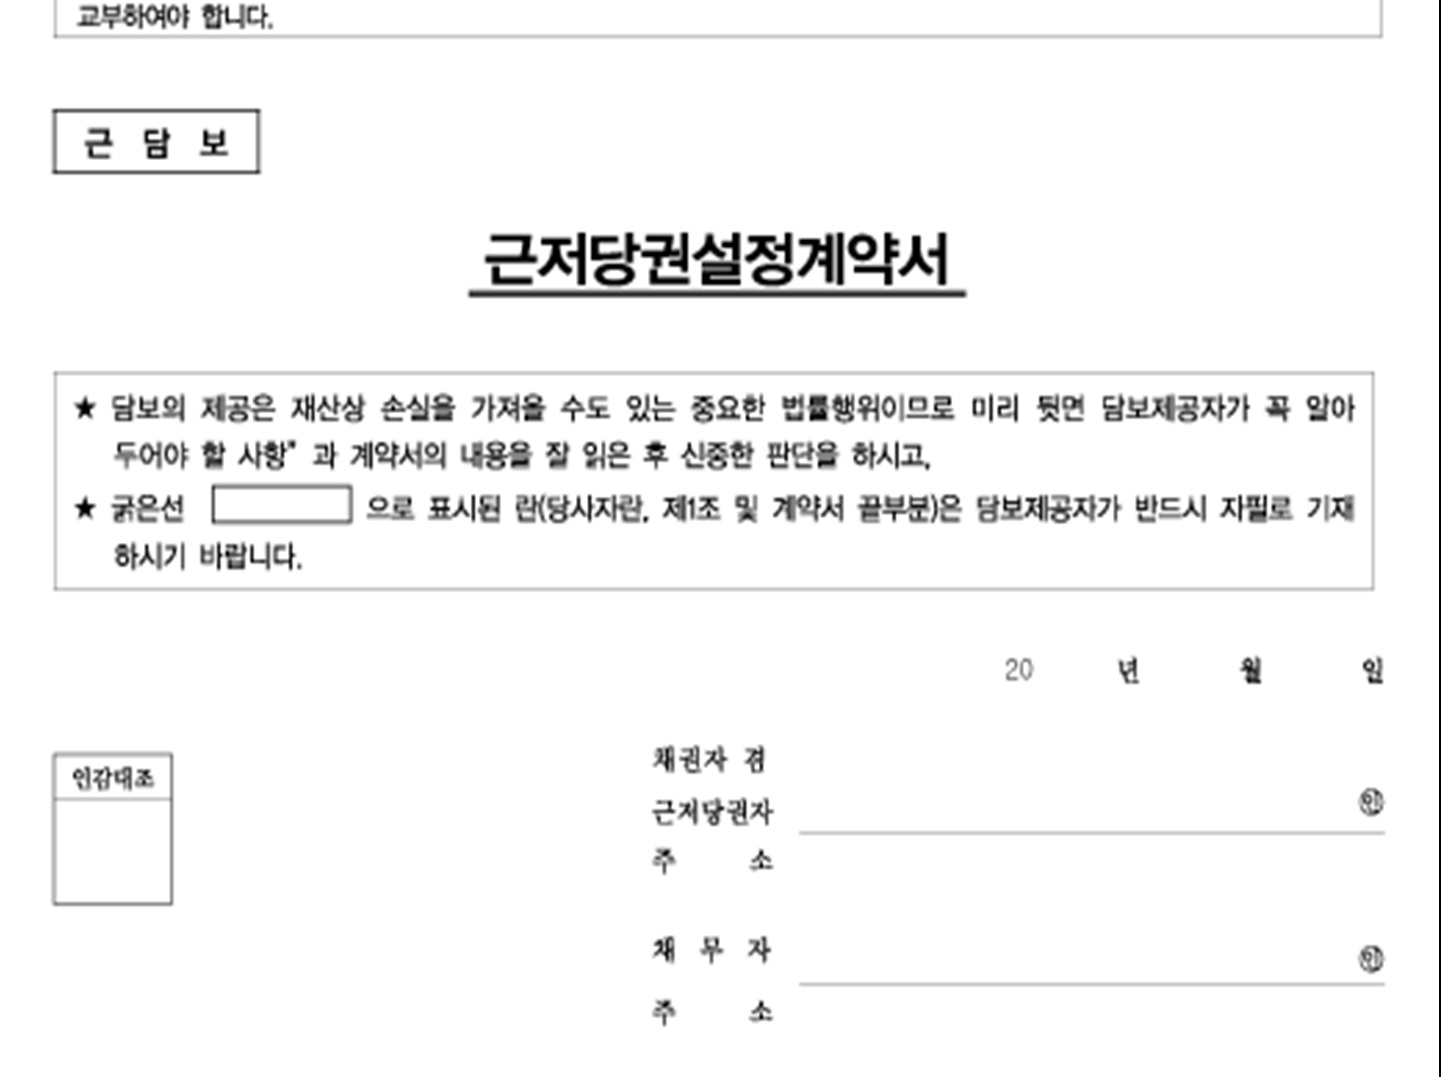 교부하여야 합니다.
근 담 보
근저당권설정계약서
★ 담보의 제공은 재산상 손실을 가져올 수도 있는 중요한 법률행위이므로 미리 뒷면 담보제공자가 꼭 알아
두어야 할 사항” 과 계약서의 내용을 잘 읽은 후 신중한 판단을 하시고,
★ 굵은선 으로 표시된 란(당사자란, 제1조 및 계약서 끝부분)은 담보제공자가 반드시 자필로 기재
하시기 바랍니다.
20 년 월 일
인감대조
채권자 겸
근저당권자 ㊞
주 소
채 무 자 ㊞
주 소